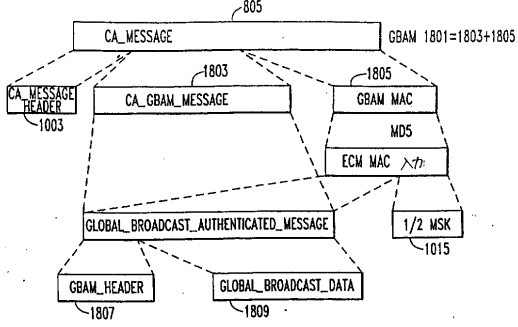 805
CA_MESSAGE
GBAM 1801=1803+1805
1803
1805
CA_MESSAGE
HEADER
CA_GBAM_MESSAGE
GBAM MAC
1003
MD5
ECM MAC 入力
GLOBAL_BROADCAST_AUTHENTICATED_MESSAGE
1/2 MSK
1015
GBAM_HEADER
GLOBAL_BROADCAST_DATA
1807
1809